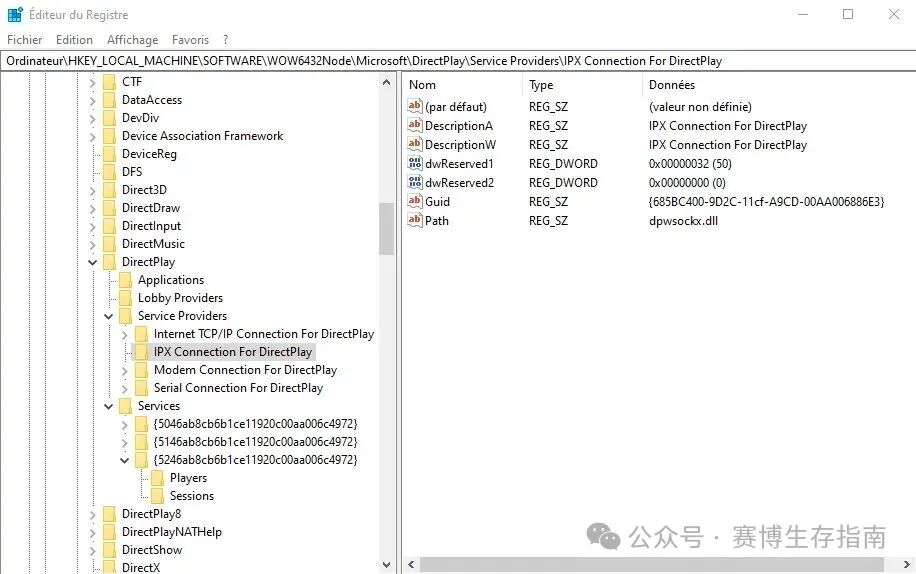 Éditeur du Registre
Fichier Edition Affichage Favoris ?
Ordinateur\HKEY_LOCAL_MACHINE\SOFTWARE\WOW6432Node\Microsoft\DirectPlay\Service Providers\IPX Connection For DirectPlay
CTF
DataAccess
DevDiv
Device Association Framework
DeviceReg
DFS
Direct3D
DirectDraw
DirectInput
DirectMusic
DirectPlay
Applications
Lobby Providers
Service Providers
Internet TCP/IP Connection For DirectPlay
IPX Connection For DirectPlay
Modem Connection For DirectPlay
Serial Connection For DirectPlay
Services
{5046ab8cb6b1ce11920c00aa006c4972}
{5146ab8cb6b1ce11920c00aa006c4972}
{5246ab8cb6b1ce11920c00aa006c4972}
Players
Sessions
DirectPlay8
DirectPlayNATHelp
DirectShow
DirectX
Nom Type Données
(par défaut) REG_SZ (valeur non définie)
DescriptionA REG_SZ IPX Connection For DirectPlay
DescriptionW REG_SZ IPX Connection For DirectPlay
dwReserved1 REG_DWORD 0x00000032 (50)
dwReserved2 REG_DWORD 0x00000000 (0)
Guid REG_SZ {685BC400-9D2C-11cf-A9CD-00AA006886E3}
Path REG_SZ dpwsockx.dll
公众号 · 赛博生存指南